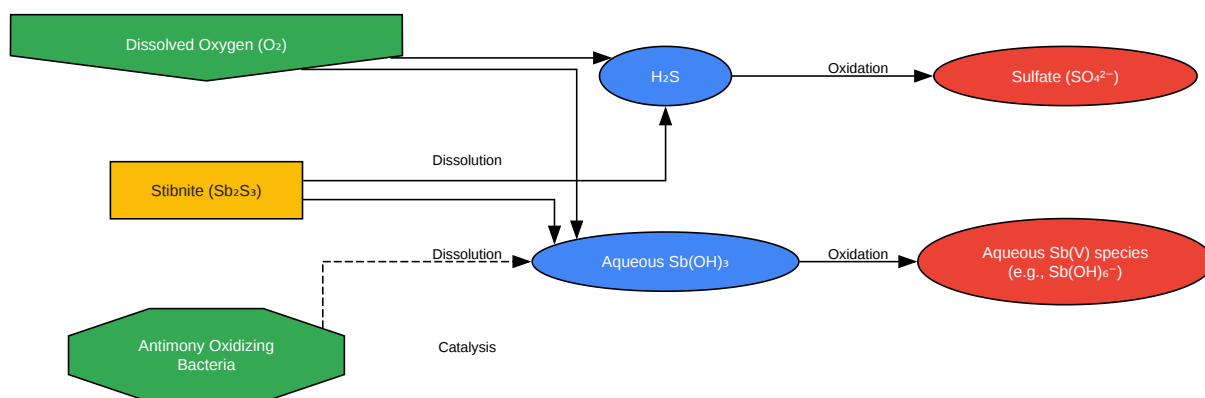 Dissolved Oxygen (O₂)
H₂S
Oxidation
Sulfate (SO₄²⁻)
Dissolution
Stibnite (Sb₂S₃)
Dissolution
Aqueous Sb(OH)₃
Oxidation
Aqueous Sb(V) species
(e.g., Sb(OH)₆⁻)
Antimony Oxidizing
Bacteria
Catalysis